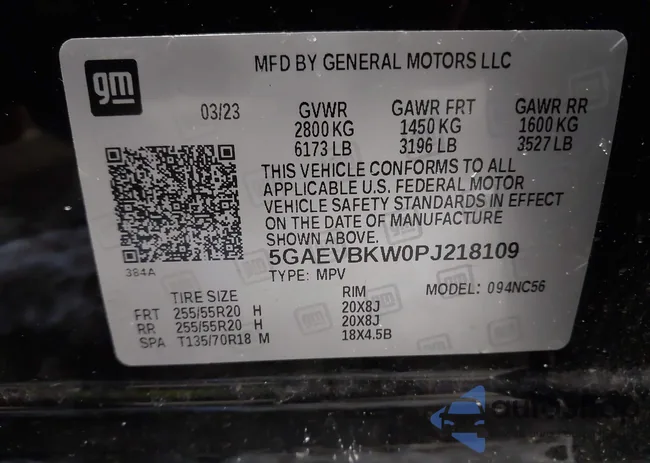 gm
MFD BY GENERAL MOTORS LLC
03/23 GVWR GAWR FRT GAWR RR
2800 KG 1450 KG 1600 KG
6173 LB 3196 LB 3527 LB
THIS VEHICLE CONFORMS TO ALL
APPLICABLE U.S. FEDERAL MOTOR
VEHICLE SAFETY STANDARDS IN EFFECT
ON THE DATE OF MANUFACTURE
SHOWN ABOVE.
384A
5GAEVBKW0PJ218109
TYPE: MPV MODEL: 094NC56
TIRE SIZE RIM
FRT 255/55R20 H 20X8J
RR 255/55R20 H 20X8J
SPA T135/70R18 M 18X4.5B
autoshop